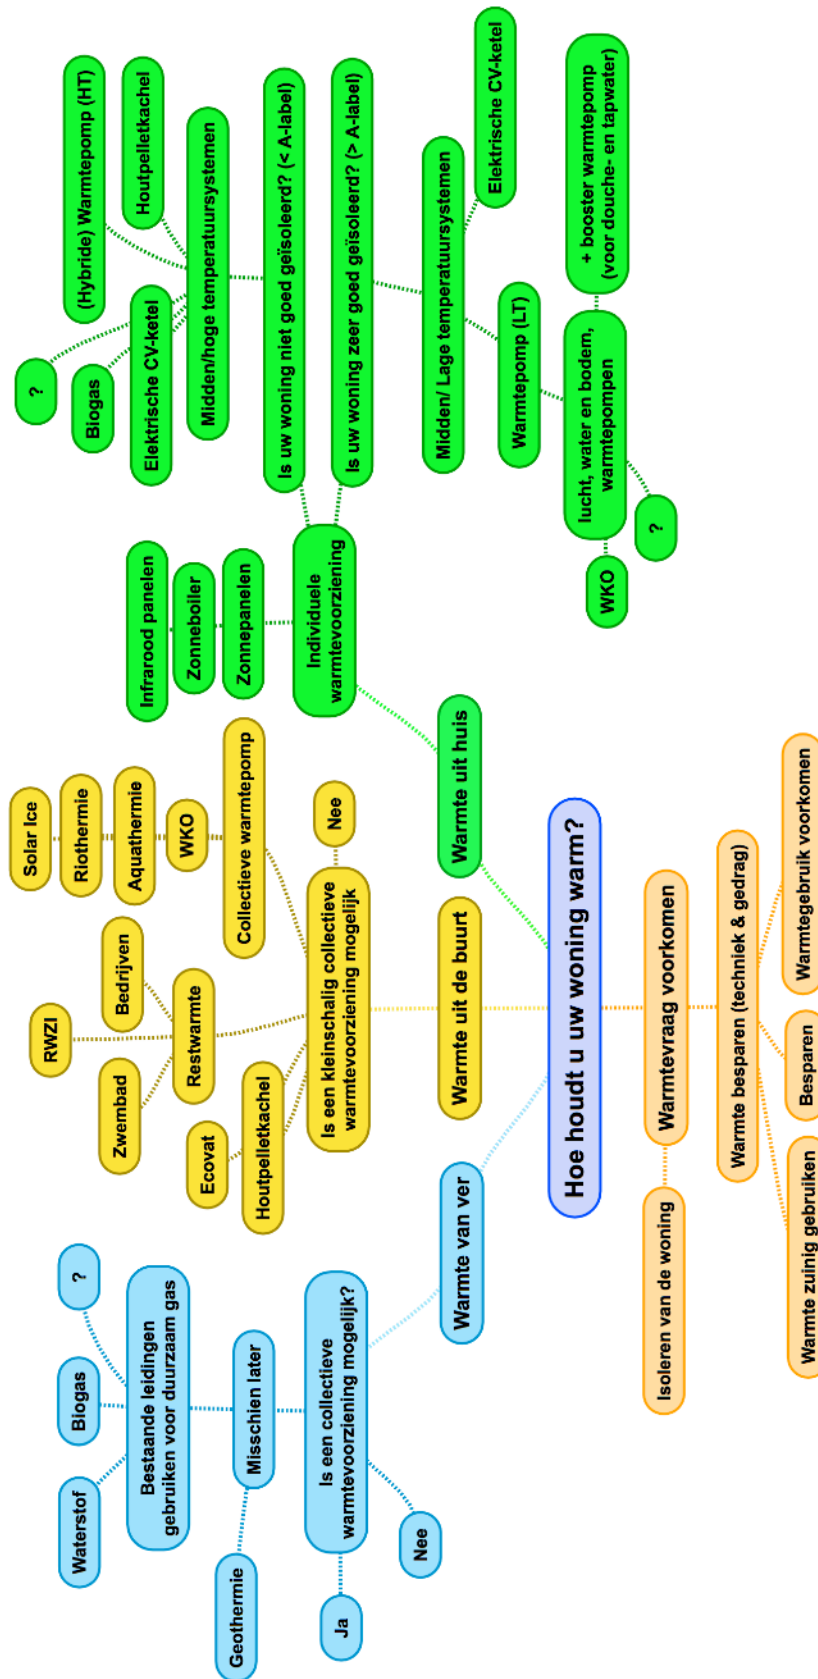 Hoe houdt u uw woning warm?
Warmte van ver
Is een collectieve
warmtevoorziening mogelijk?
Ja
Nee
Misschien later
Geothermie
Bestaande leidingen
gebruiken voor duurzaam gas
Waterstof
Biogas
?
Warmte uit de buurt
Is een kleinschalig collectieve
warmtevoorziening mogelijk
Nee
Houtpelletkachel
Ecovat
Restwarmte
Zwembad
RWZI
Bedrijven
Collectieve warmtepomp
WKO
Aquathermie
Riothermie
Solar Ice
Warmte uit huis
Individuele
warmtevoorziening
Zonnepanelen
Zonneboiler
Infrarood panelen
Is uw woning niet goed geïsoleerd? (< A-label)
Midden/hoge temperatuursystemen
Elektrische CV-ketel
Biogas
?
(Hybride) Warmtepomp (HT)
Houtpelletkachel
Is uw woning zeer goed geïsoleerd? (> A-label)
Midden/ Lage temperatuursystemen
Elektrische CV-ketel
Warmtepomp (LT)
lucht, water en bodem,
warmtepompen
+ booster warmtepomp
(voor douche- en tapwater)
WKO
?
Warmtevraag voorkomen
Isoleren van de woning
Warmte besparen (techniek & gedrag)
Warmte zuinig gebruiken
Besparen
Warmtegebruik voorkomen